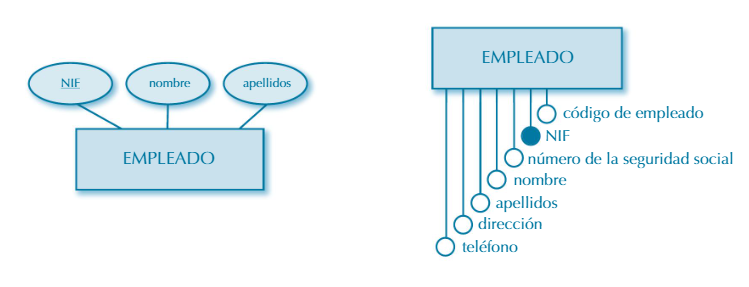 NIF
nombre
apellidos
EMPLEADO
EMPLEADO
código de empleado
NIF
número de la seguridad social
nombre
apellidos
dirección
teléfono